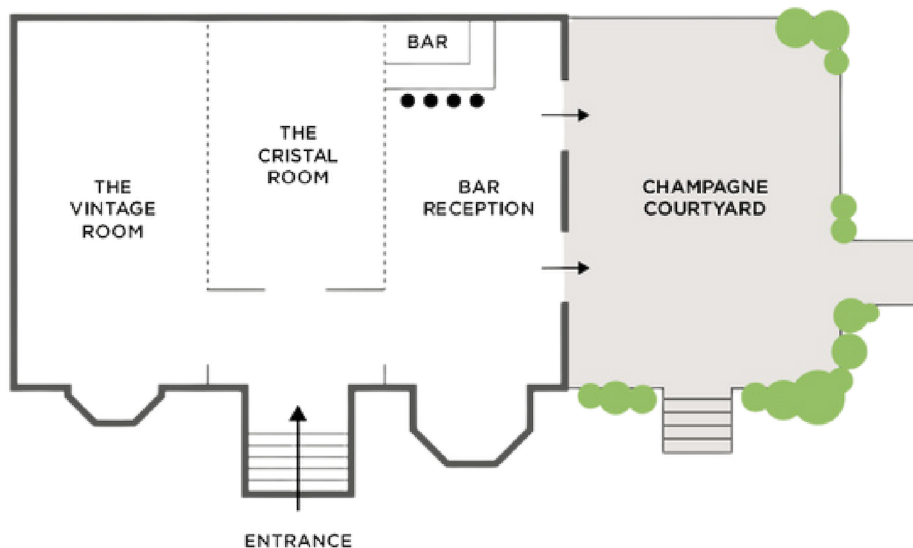 BAR
THE
CRISTAL
ROOM
THE
VINTAGE
ROOM
BAR
RECEPTION
CHAMPAGNE
COURTYARD
ENTRANCE